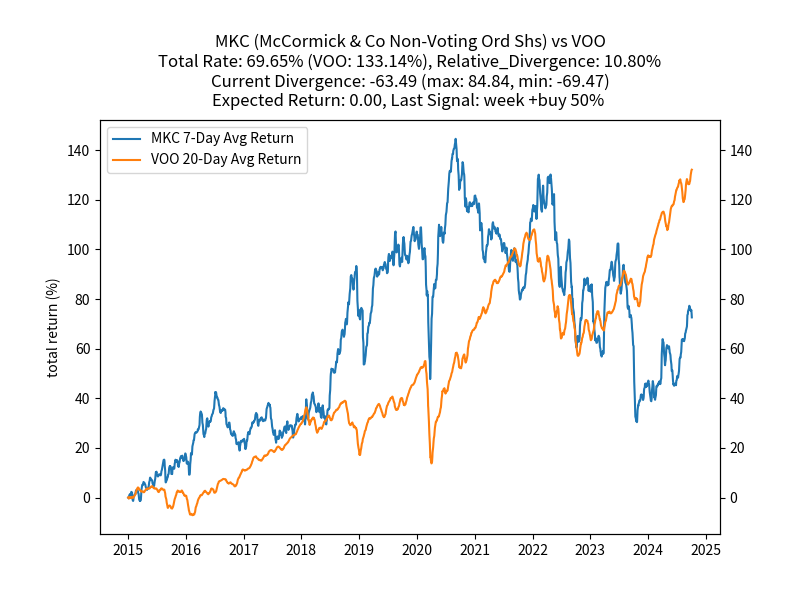 MKC (McCormick & Co Non-Voting Ord Shs) vs VOO
Total Rate: 69.65% (VOO: 133.14%), Relative_Divergence: 10.80%
Current Divergence: -63.49 (max: 84.84, min: -69.47)
Expected Return: 0.00, Last Signal: week +buy 50%
MKC 7-Day Avg Return
VOO 20-Day Avg Return
total return (%)
140 140
120 120
100 100
80 80
60 60
40 40
20 20
0 0
2015 2016 2017 2018 2019 2020 2021 2022 2023 2024 2025